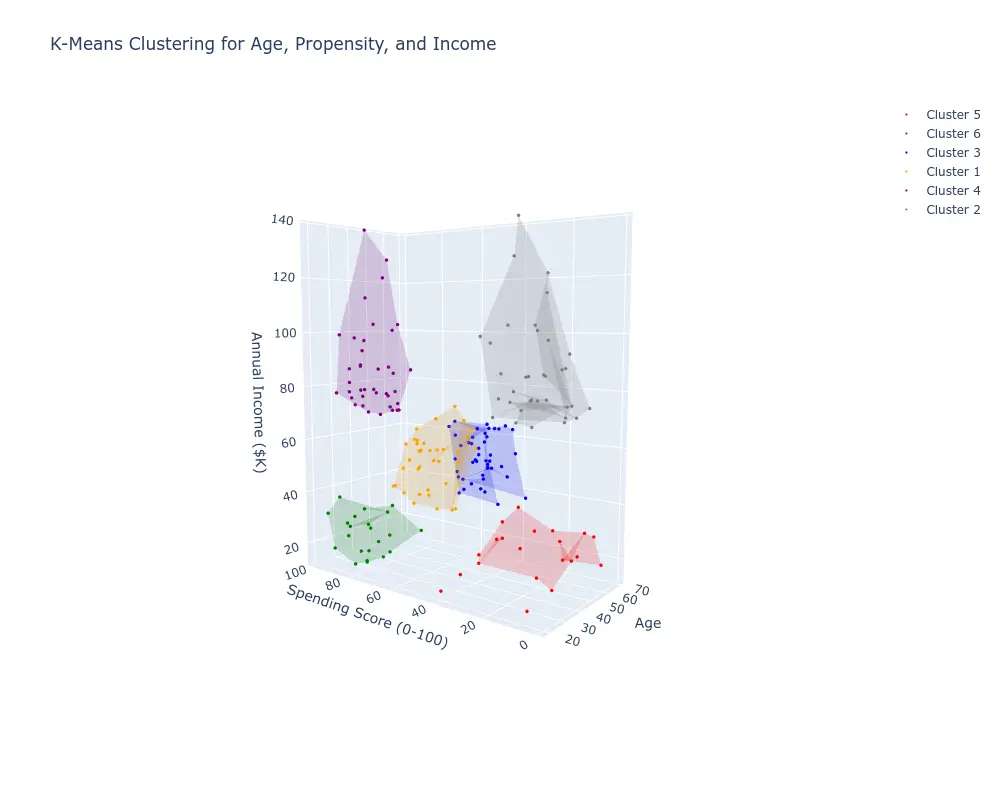 K-Means Clustering for Age, Propensity, and Income
Cluster 5
Cluster 6
Cluster 3
Cluster 1
Cluster 4
Cluster 2
140
120
100
80
60
40
20
Annual Income ($K)
100
80
60
40
20
0
Spending Score (0-100)
70
60
50
40
30
20
Age